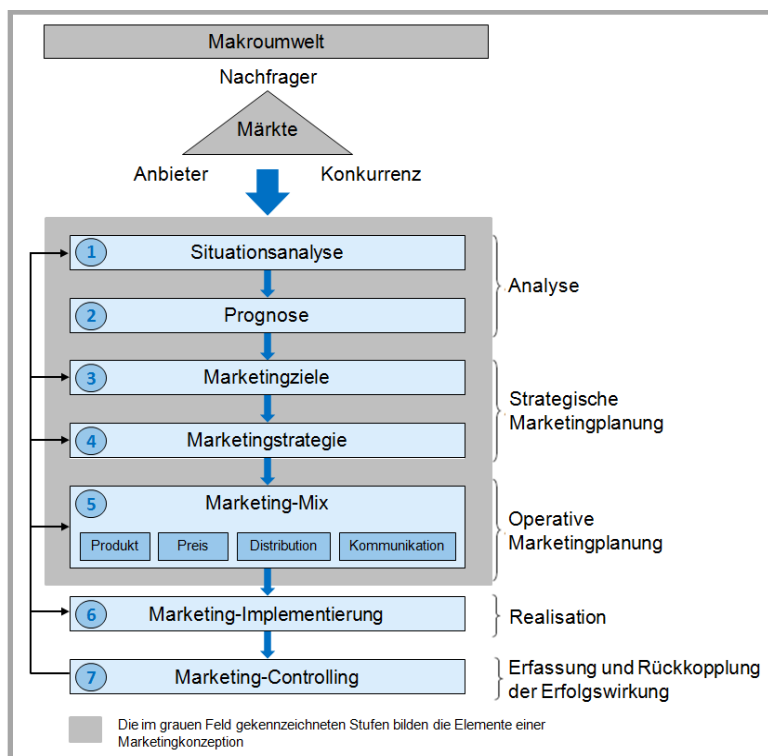 Makroumwelt
Nachfrager
Märkte
Anbieter
Konkurrenz
1
Situationsanalyse
2
Prognose
Analyse
3
Marketingziele
4
Marketingstrategie
Strategische
Marketingplanung
5
Marketing-Mix
Produkt
Preis
Distribution
Kommunikation
Operative
Marketingplanung
6
Marketing-Implementierung
Realisation
7
Marketing-Controlling
Erfassung und Rückkopplung
der Erfolgswirkung
Die im grauen Feld gekennzeichneten Stufen bilden die Elemente einer
Marketingkonzeption